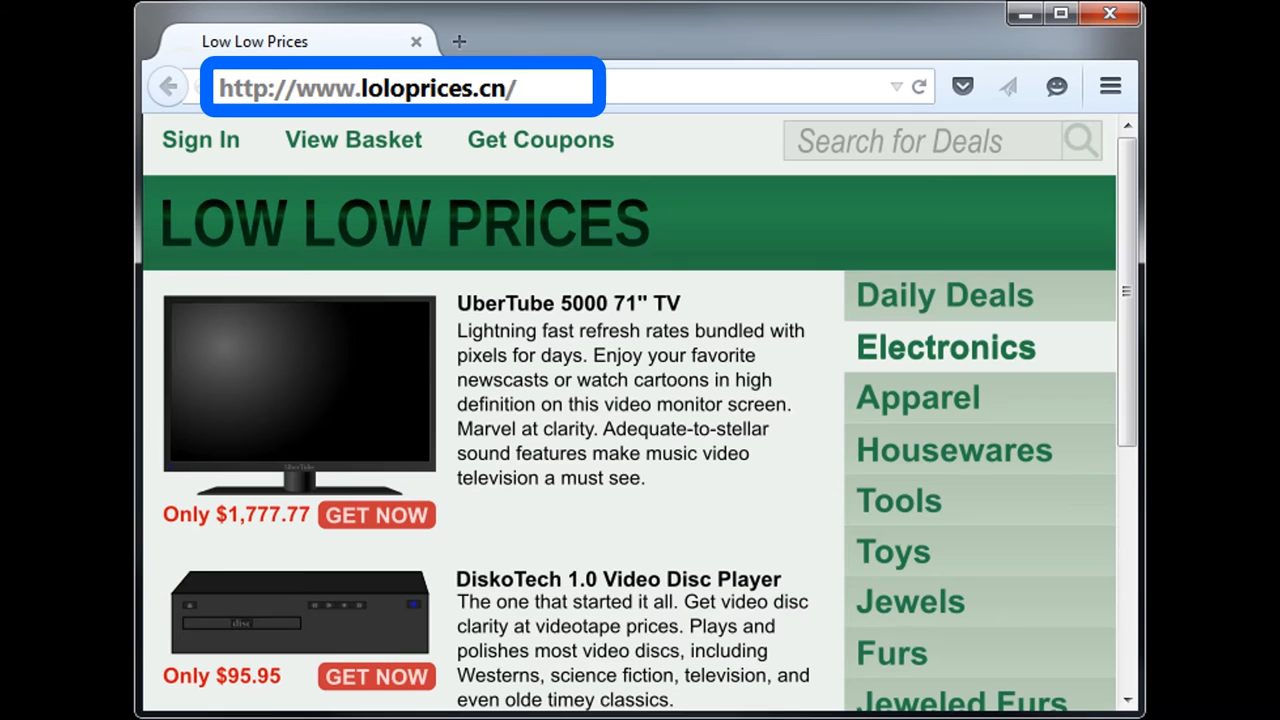 Low Low Prices
http://www.loloprices.cn/
Sign In View Basket Get Coupons
Search for Deals
LOW LOW PRICES
UberTube 5000 71" TV
Lightning fast refresh rates bundled with
pixels for days. Enjoy your favorite
newscasts or watch cartoons in high
definition on this video monitor screen.
Marvel at clarity. Adequate-to-stellar
sound features make music video
television a must see.
UberTube
Only $1,777.77 GET NOW
DiskoTech 1.0 Video Disc Player
The one that started it all. Get video disc
clarity at videotape prices. Plays and
polishes most video discs, including
Westerns, science fiction, television, and
even olde timey classics.
disc
Only $95.95 GET NOW
Daily Deals
Electronics
Apparel
Housewares
Tools
Toys
Jewels
Furs
Jeweled Furs